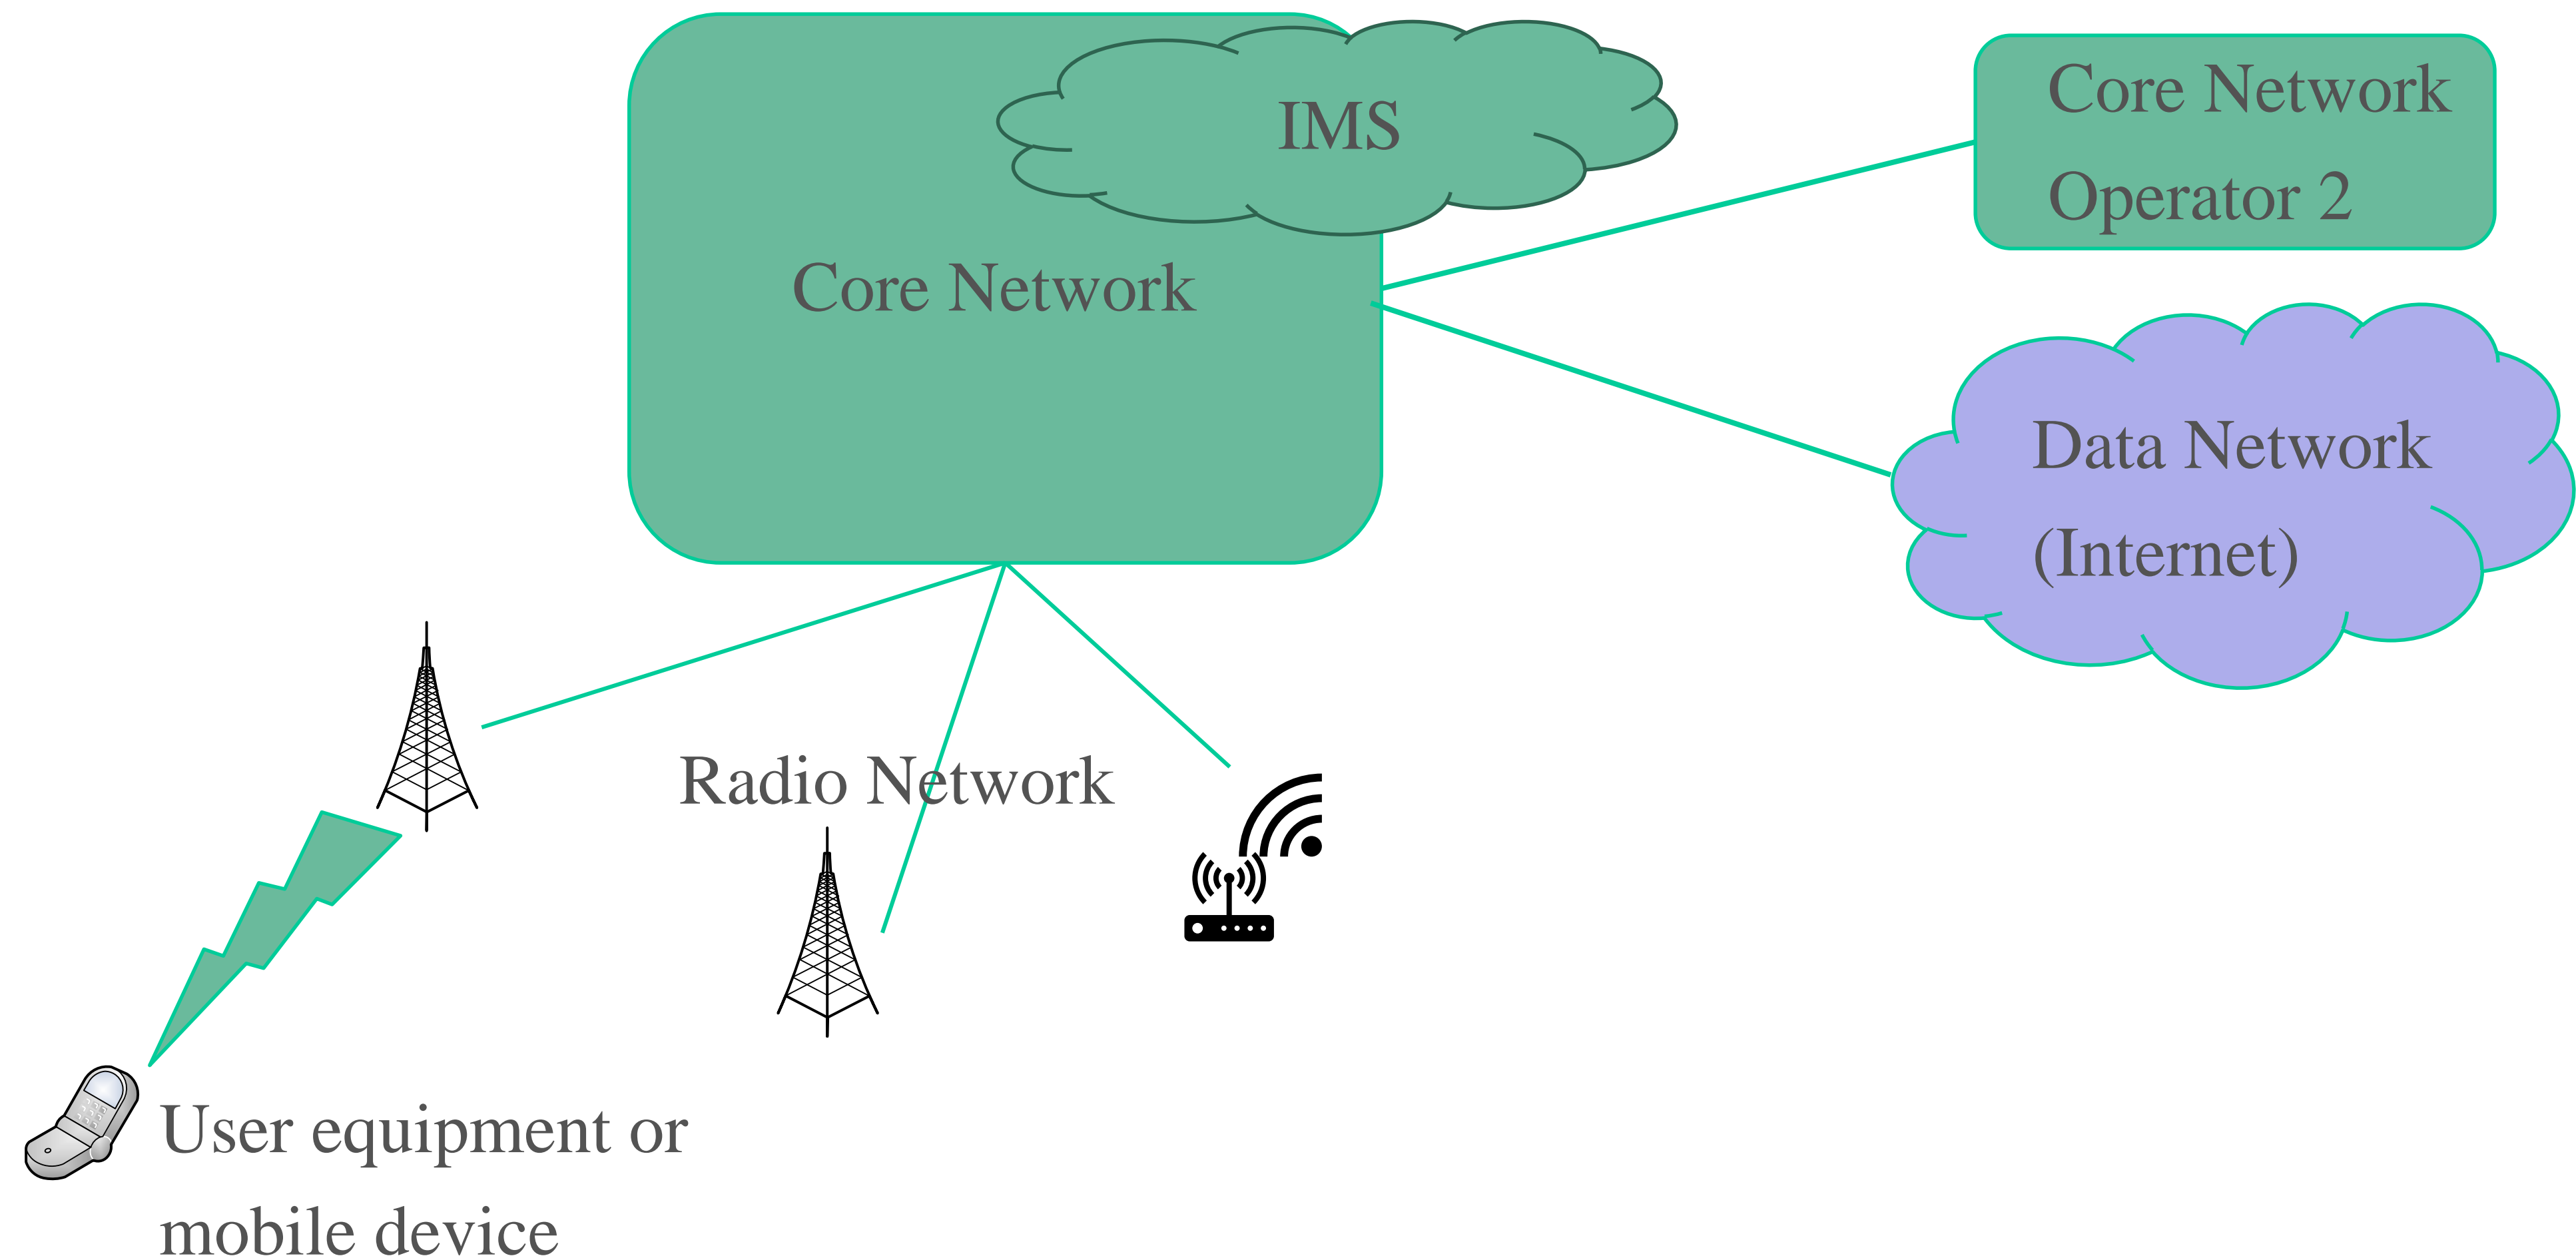 IMS
Core Network
Core Network
Operator 2
Data Network
(Internet)
Radio Network
User equipment or
mobile device